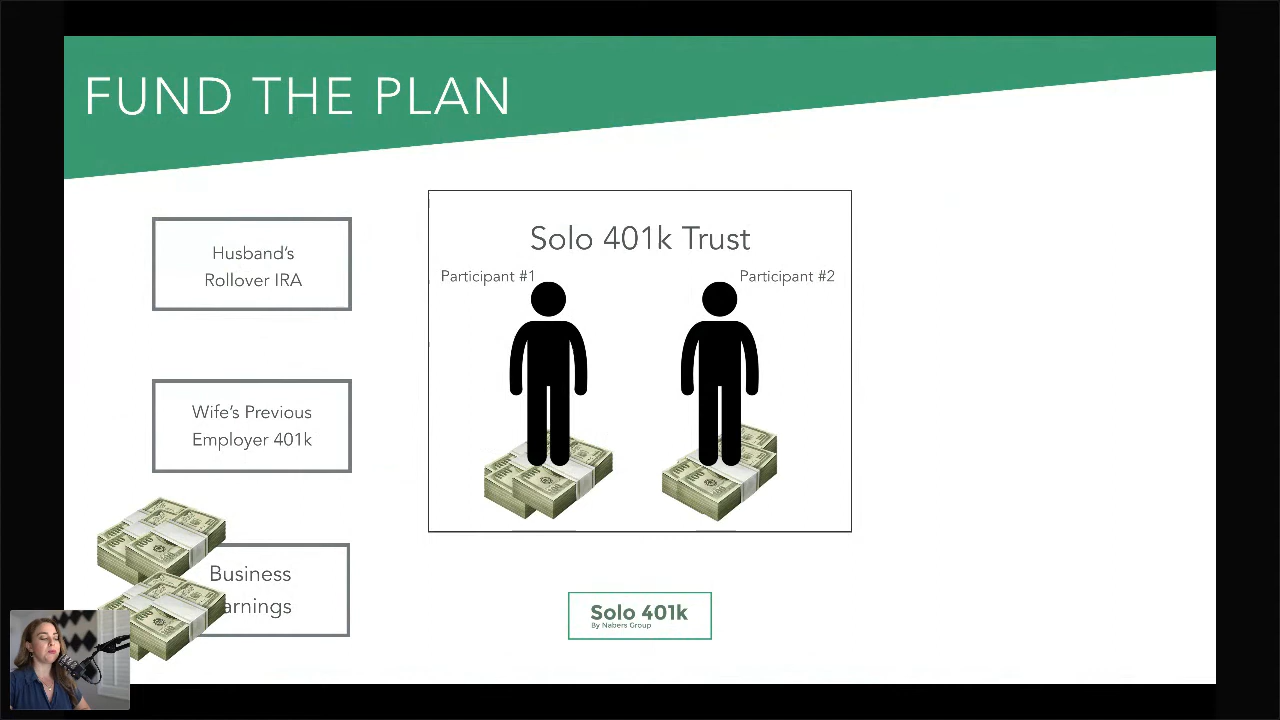 FUND THE PLAN
Husband's
Rollover IRA
Wife's Previous
Employer 401k
Business
arnings
Solo 401k Trust
Participant #1
Participant #2
Solo 401k
By Nabers Group